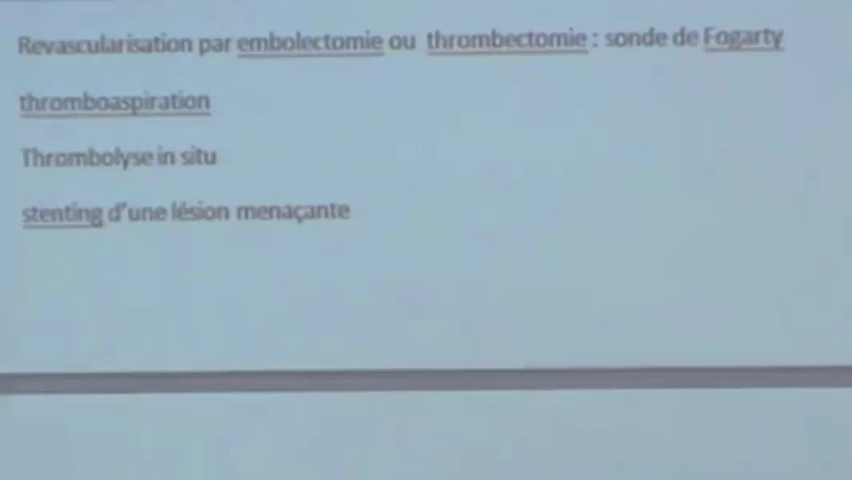 Revascularisation par embolectomie ou thrombectomie : sonde de Fogarty
thromboaspiration
Thrombolyse in situ
stenting d'une lésion menaçante